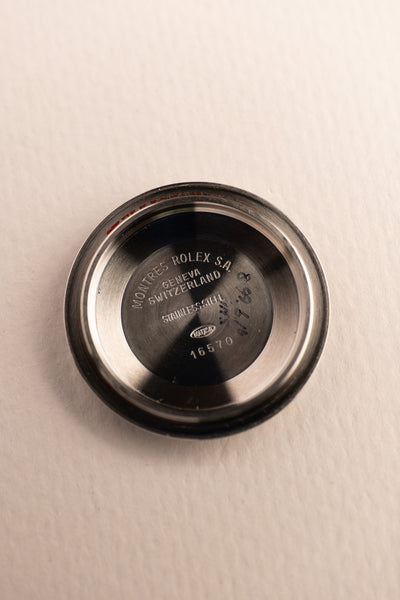 MONTRES ROLEX S.A.
GENEVA
SWITZERLAND
STAINLESS STEEL
16570